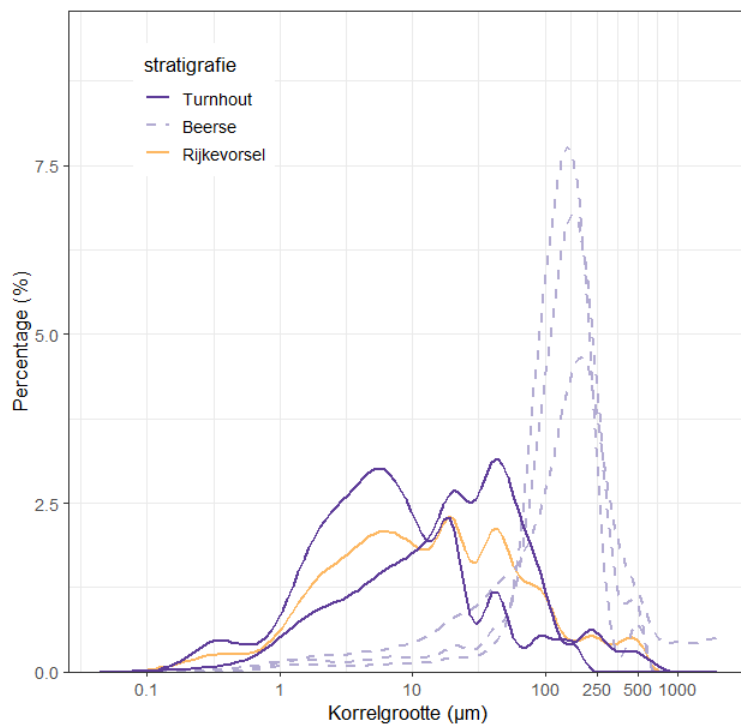 stratigrafie
Turnhout
Beerse
Rijkevorsel
Percentage (%)
7.5
5.0
2.5
0.0
0.1 1 10 100 250 500 1000
Korrelgrootte (µm)